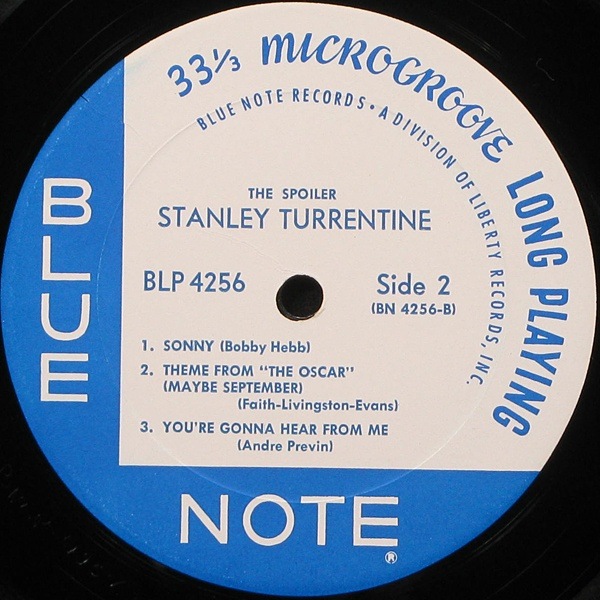 33⅓ MICROGROOVE LONG PLAYING
BLUE NOTE RECORDS • A DIVISION OF LIBERTY RECORDS, INC.
THE SPOILER
STANLEY TURRENTINE
BLP 4256
Side 2
(BN 4256-B)
1. SONNY (Bobby Hebb)
2. THEME FROM "THE OSCAR"
(MAYBE SEPTEMBER)
(Faith-Livingston-Evans)
3. YOU'RE GONNA HEAR FROM ME
(Andre Previn)
BLUE
NOTE®